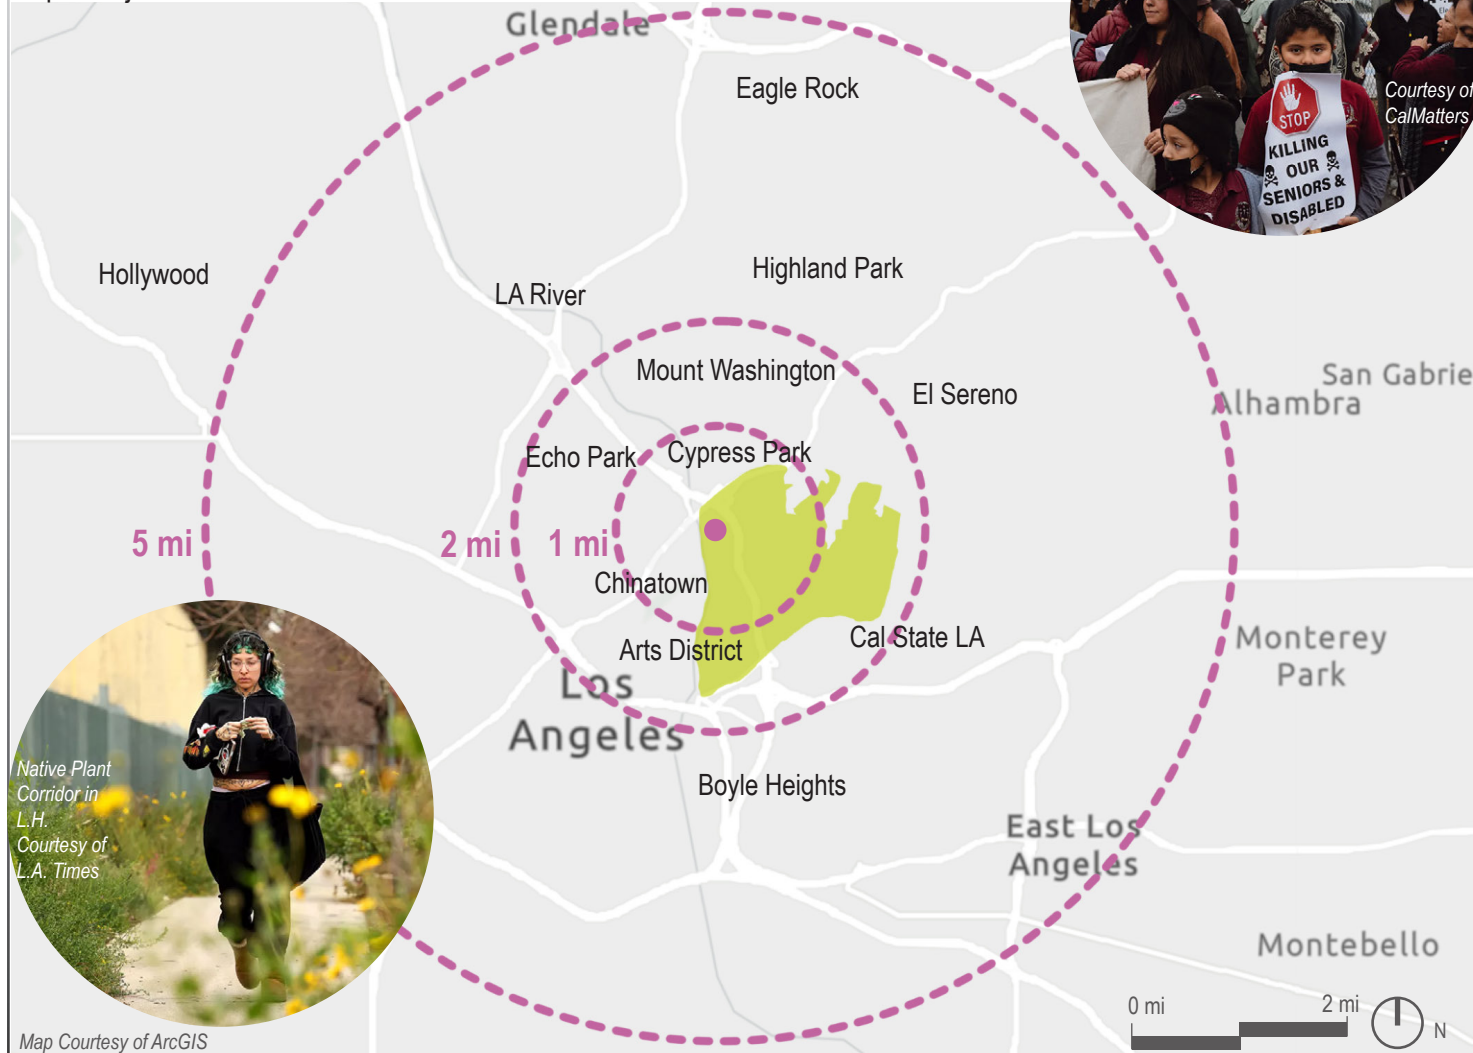 Glendale
Eagle Rock
Courtesy of
CalMatters
STOP
KILLING
OUR
SENIORS &
DISABLED
Hollywood
Highland Park
LA River
Mount Washington
San Gabrie
Alhambra
El Sereno
Echo Park
Cypress Park
5 mi
2 mi
1 mi
Chinatown
Arts District
Cal State LA
Monterey
Park
Los
Angeles
Native Plant
Corridor in
L.H.
Courtesy of
L.A. Times
Boyle Heights
East Los
Angeles
Montebello
0 mi
2 mi
N
Map Courtesy of ArcGIS